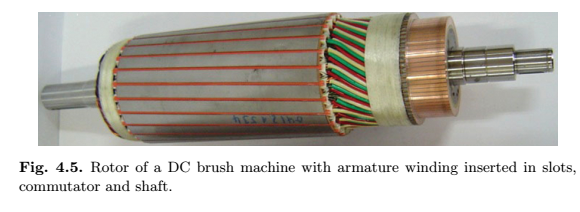 Fig. 4.5. Rotor of a DC brush machine with armature winding inserted in slots,
commutator and shaft.